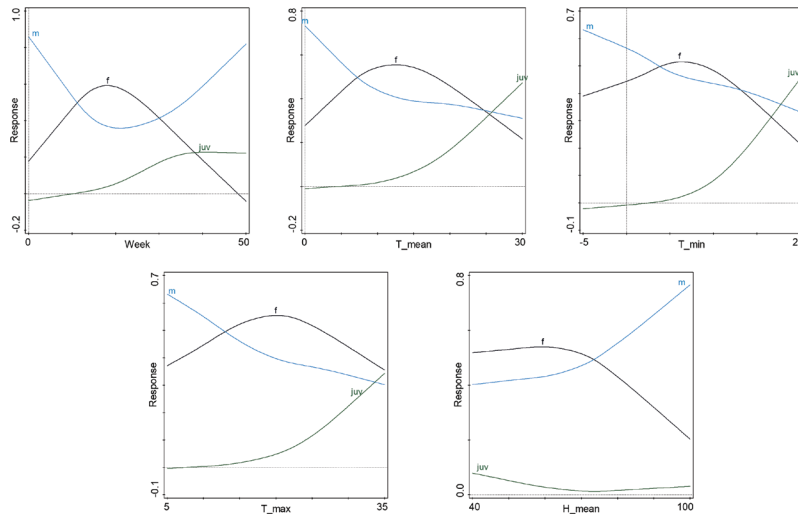 1.0
m
f
juv
Response
-0.2
0
Week
50
0.8
m
f
juv
Response
-0.2
0
T_mean
30
0.7
m
f
juv
Response
-0.1
-5
T_min
0.7
m
f
juv
Response
-0.1
5
T_max
35
0.8
m
f
juv
Response
0.0
40
H_mean
100